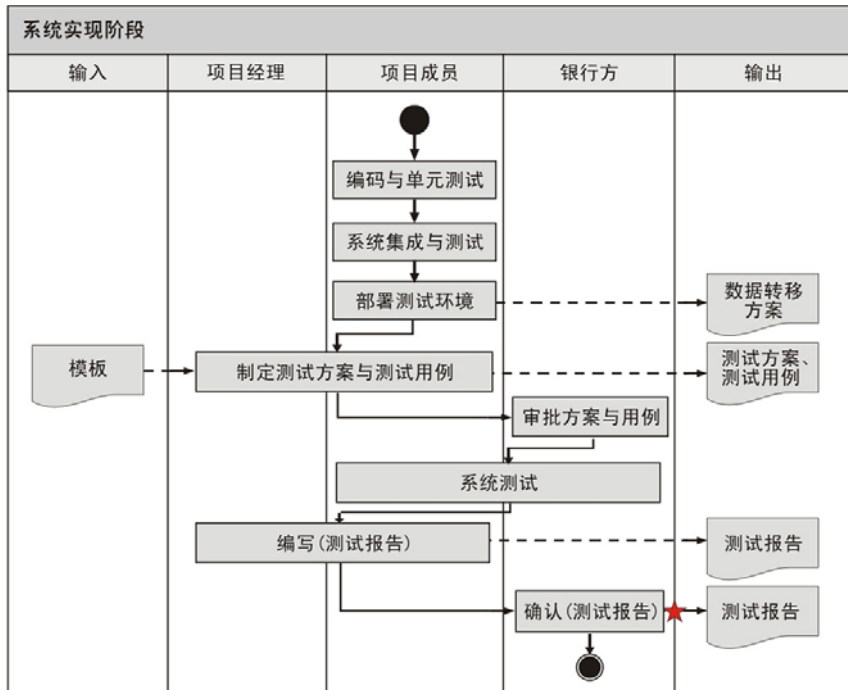 系统实现阶段
输入
项目经理
项目成员
银行方
输出
编码与单元测试
系统集成与测试
部署测试环境
数据转移
方案
模板
制定测试方案与测试用例
测试方案、
测试用例
审批方案与用例
系统测试
编写(测试报告)
测试报告
确认(测试报告)
测试报告